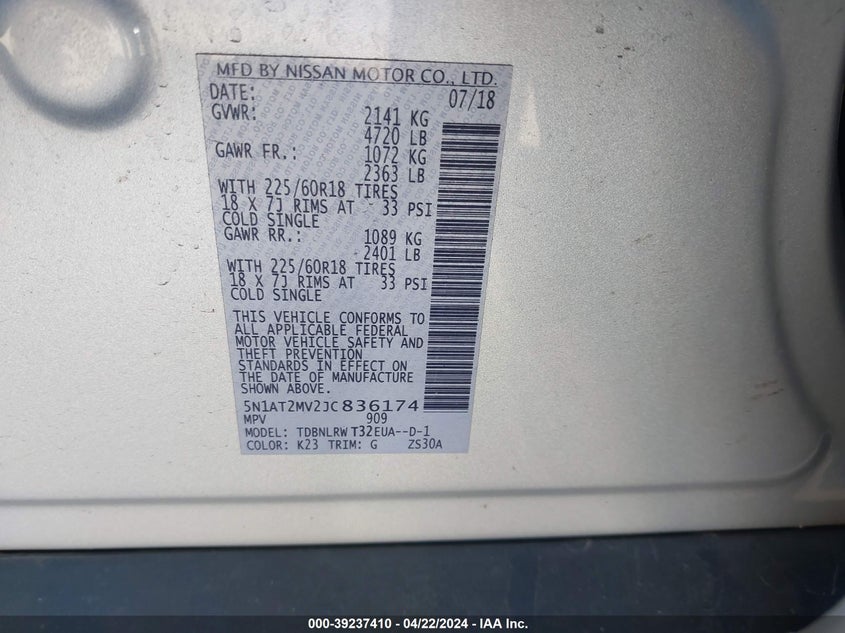 MFD BY NISSAN MOTOR CO., LTD.
DATE: 07/18
GVWR: 2141 KG
4720 LB
GAWR FR.: 1072 KG
2363 LB
WITH 225/60R18 TIRES
18 X 7J RIMS AT 33 PSI
COLD SINGLE
GAWR RR.: 1089 KG
2401 LB
WITH 225/60R18 TIRES
18 X 7J RIMS AT 33 PSI
COLD SINGLE
THIS VEHICLE CONFORMS TO
ALL APPLICABLE FEDERAL
MOTOR VEHICLE SAFETY AND
THEFT PREVENTION
STANDARDS IN EFFECT ON
THE DATE OF MANUFACTURE
SHOWN ABOVE.
5N1AT2MV2JC836174
MPV 909
MODEL: TDBNLRW T32EUA--D-1
COLOR: K23 TRIM: G ZS30A
000-39237410 - 04/22/2024 - IAA Inc.